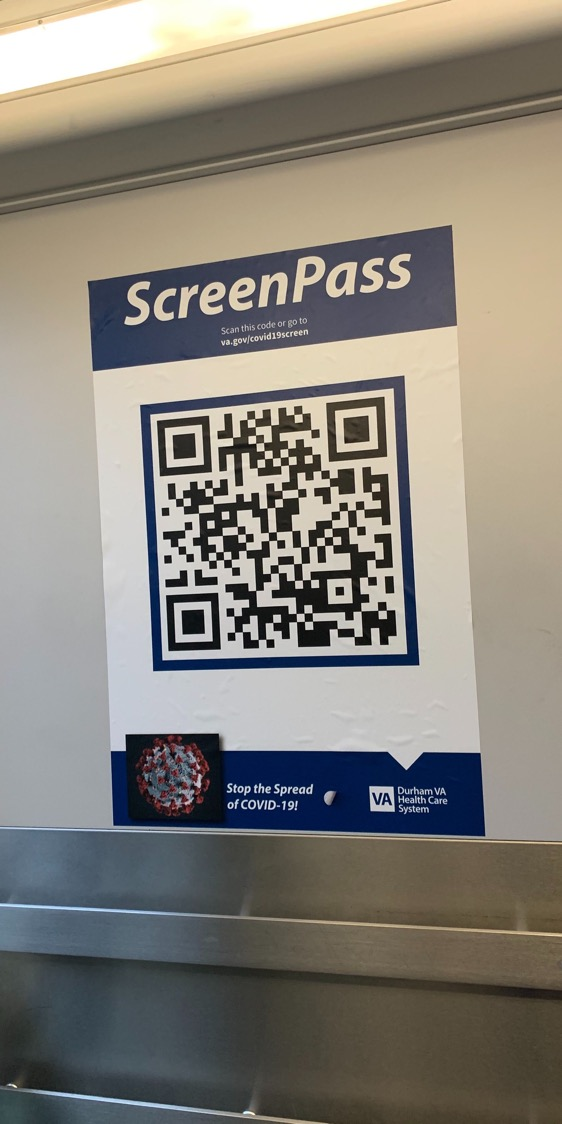 ScreenPass
Scan this code or go to
va.gov/covid19screen
Stop the Spread
of COVID-19!
VA
Durham VA
Health Care
System